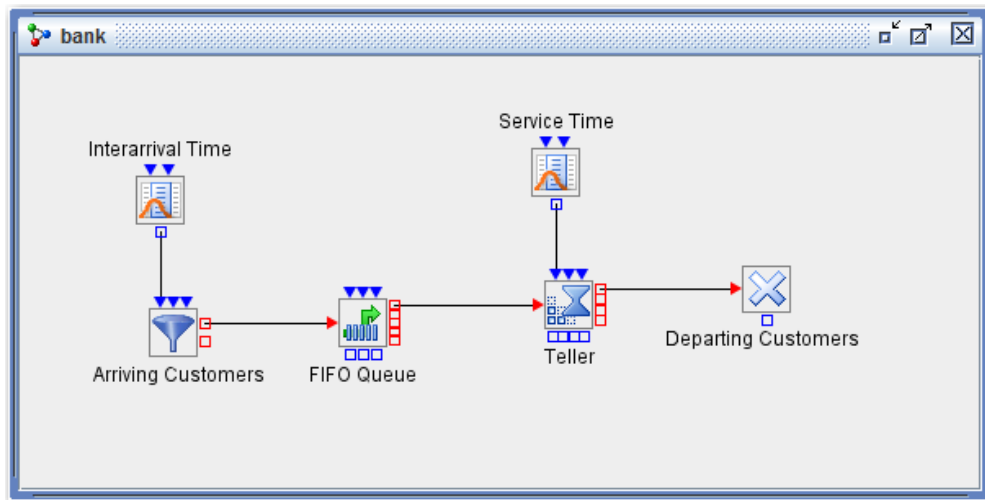 bank
Service Time
Interarrival Time
Arriving Customers
FIFO Queue
Teller
Departing Customers